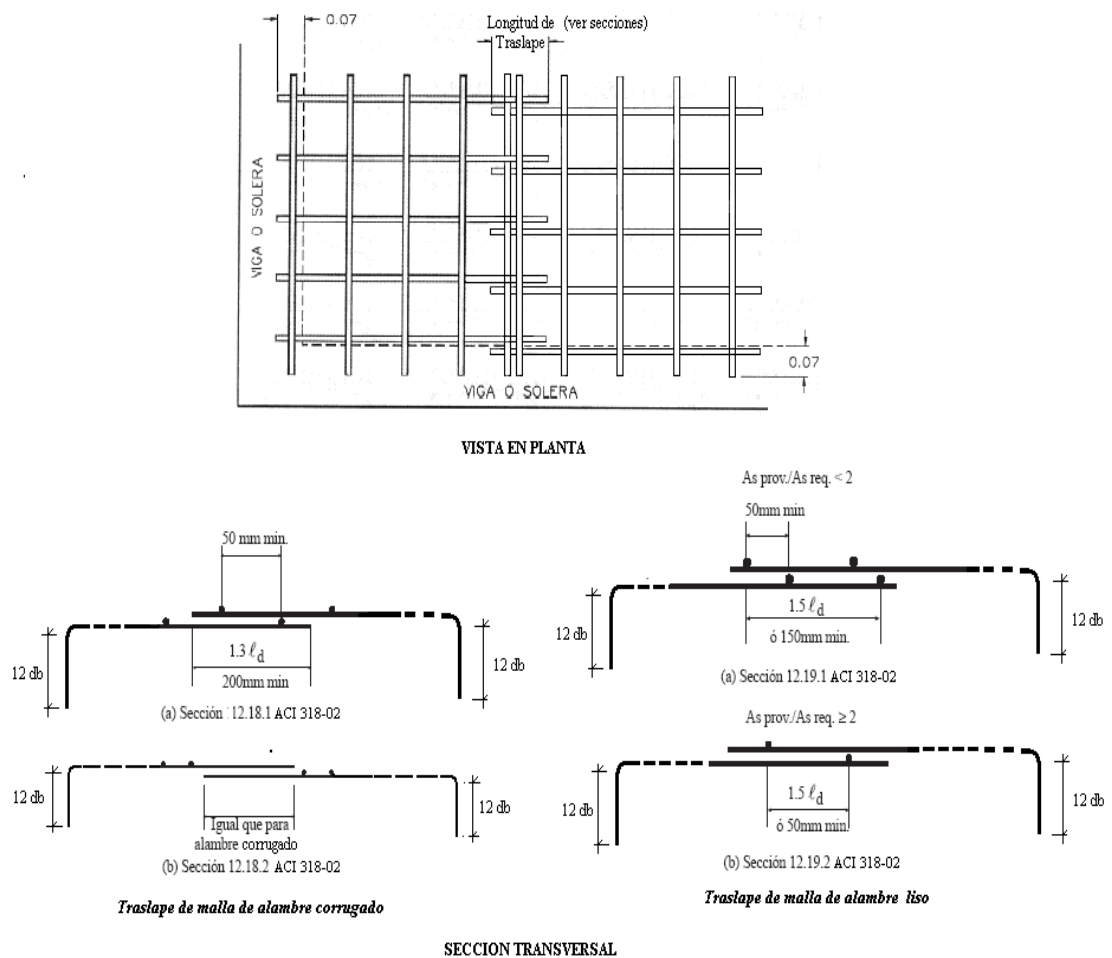 0.07
Longitud de (ver secciones)
Traslape
VIGA O SOLERA
0.07
VIGA O SOLERA
VISTA EN PLANTA
50 mm min.
12 db
1.3 ℓd
200mm min
12 db
(a) Sección 12.18.1 ACI 318-02
12 db
Igual que para
alambre corrugado
12 db
(b) Sección 12.18.2 ACI 318-02
Traslape de malla de alambre corrugado
As prov./As req. < 2
50mm min
12 db
1.5 ℓd
ó 150mm min.
12 db
(a) Sección 12.19.1 ACI 318-02
As prov./As req. ≥ 2
12 db
1.5 ℓd
ó 50mm min.
12 db
(b) Sección 12.19.2 ACI 318-02
Traslape de malla de alambre liso
SECCION TRANSVERSAL